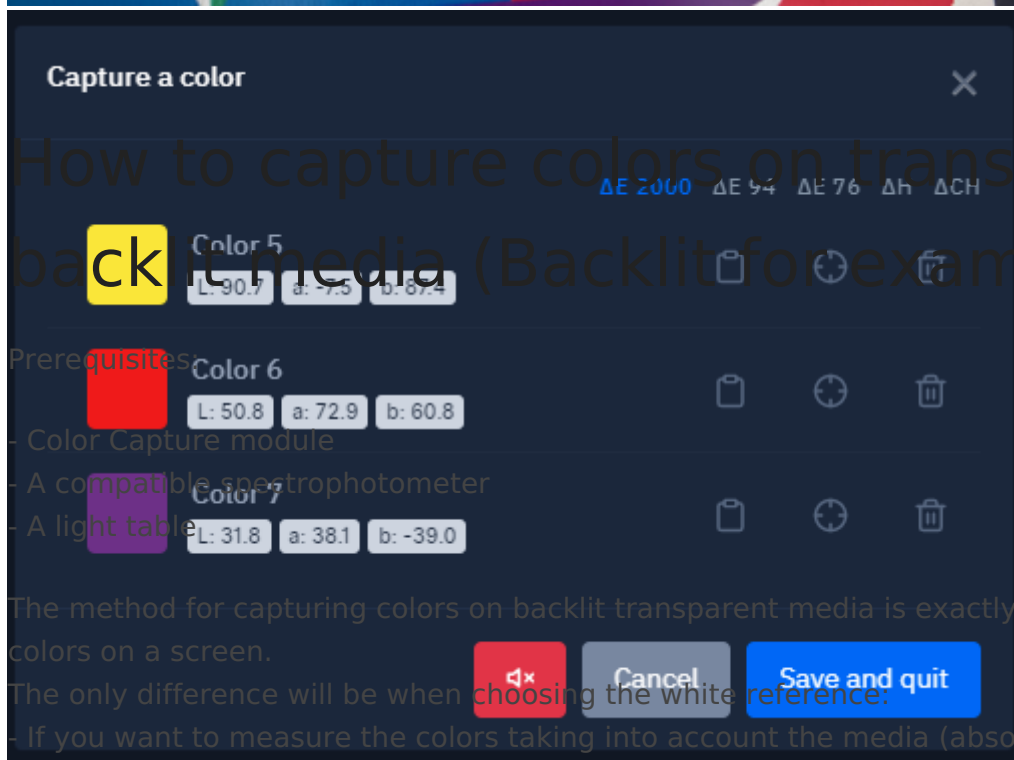 Capture a color
How to capture colors on trans
ΔE 2000 ΔE 94 ΔE 76 ΔH ΔCH
Color 5
backlit media (Backlit for exam
L: 90.7 a: -7.5 b: 87.4
Prerequisites:
Color 6
L: 50.8 a: 72.9 b: 60.8
- Color Capture module
- A compatible spectrophotometer
Color 7
- A light table
L: 31.8 a: 38.1 b: -39.0
The method for capturing colors on backlit transparent media is exactly
colors on a screen.
Cancel Save and quit
The only difference will be when choosing the white reference:
- If you want to measure the colors taking into account the media (abso